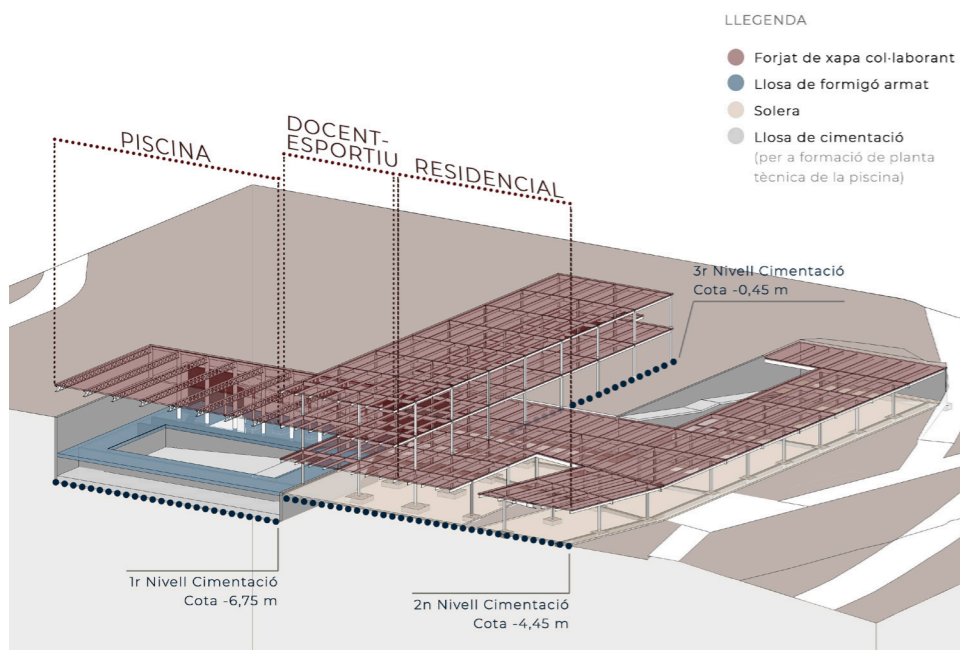 LLEGENDA
Forjat de xapa col·laborant
Llosa de formigó armat
Solera
Llosa de cimentació
(per a formació de planta
tècnica de la piscina)
PISCINA
DOCENT-
ESPORTIU
RESIDENCIAL
3r Nivell Cimentació
Cota -0,45 m
1r Nivell Cimentació
Cota -6,75 m
2n Nivell Cimentació
Cota -4,45 m